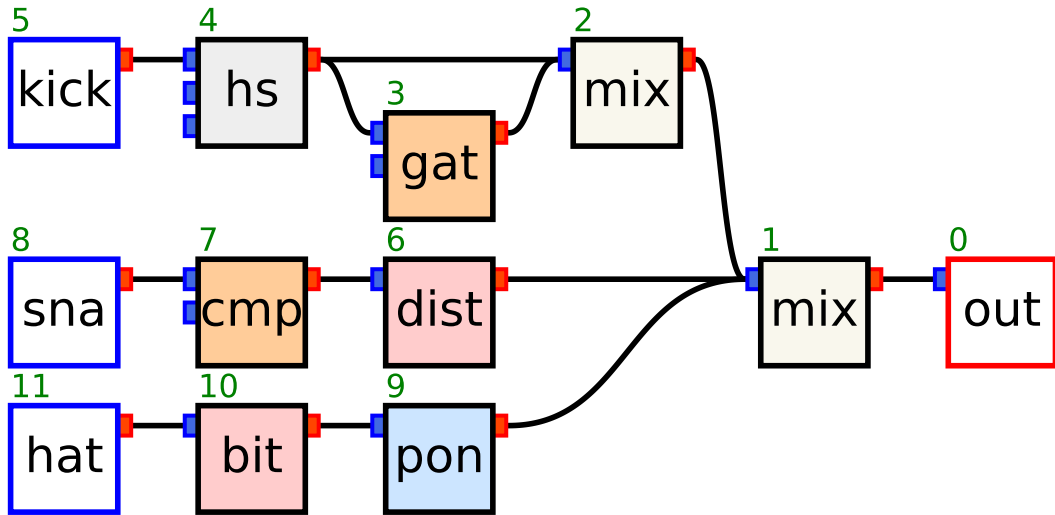 5 4 2
kick hs mix
3
gat
8 7 6 1 0
sna cmp dist mix out
11 10 9
hat bit pon